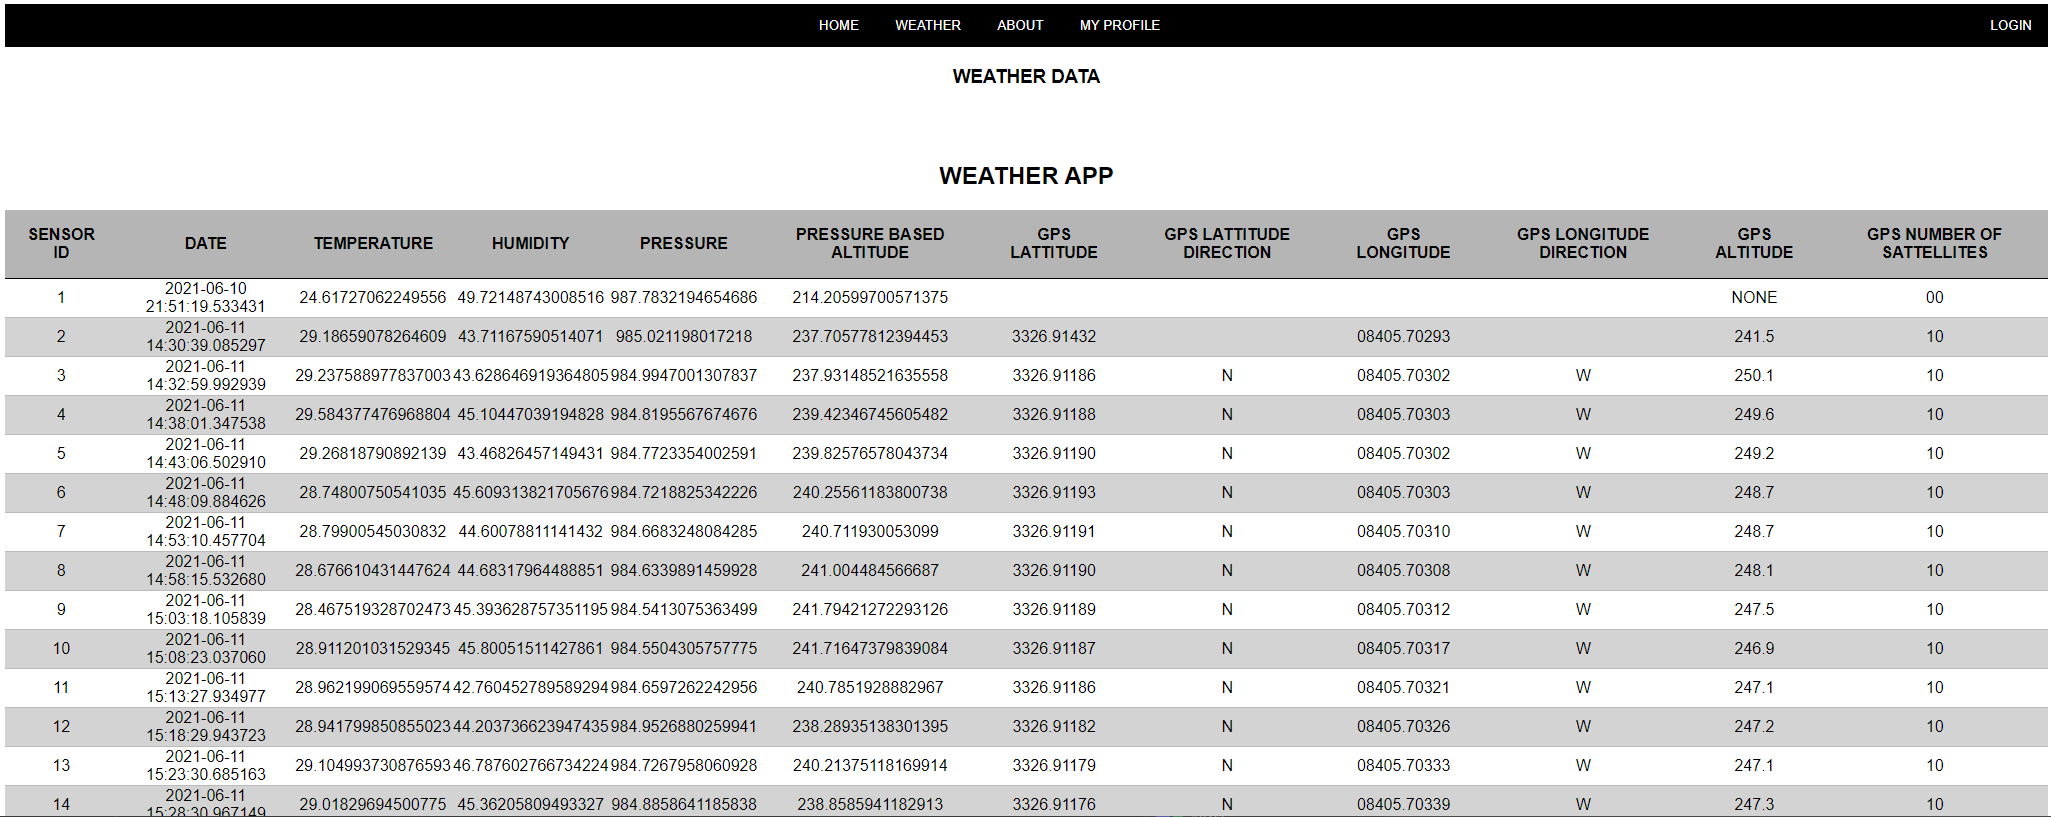 HOME WEATHER ABOUT MY PROFILE LOGIN
WEATHER DATA
WEATHER APP
SENSOR ID DATE TEMPERATURE HUMIDITY PRESSURE PRESSURE BASED ALTITUDE GPS LATTITUDE GPS LATTITUDE DIRECTION GPS LONGITUDE GPS LONGITUDE DIRECTION GPS ALTITUDE GPS NUMBER OF SATTELLITES
1 2021-06-10 21:51:19.533431 24.61727062249556 49.72148743008516 987.7832194654686 214.20599700571375 NONE 00
2 2021-06-11 14:30:39.085297 29.18659078264609 43.71167590514071 985.021198017218 237.70577812394453 3326.91432 08405.70293 241.5 10
3 2021-06-11 14:32:59.992939 29.237588977837003 43.628646919364805 984.9947001307837 237.93148521635558 3326.91186 N 08405.70302 W 250.1 10
4 2021-06-11 14:38:01.347538 29.584377476968804 45.10447039194828 984.8195567674676 239.42346745605482 3326.91188 N 08405.70303 W 249.6 10
5 2021-06-11 14:43:06.502910 29.26818790892139 43.46826457149431 984.7723354002591 239.82576578043734 3326.91190 N 08405.70302 W 249.2 10
6 2021-06-11 14:48:09.884626 28.74800750541035 45.609313821705676 984.7218825342226 240.25561183800738 3326.91193 N 08405.70303 W 248.7 10
7 2021-06-11 14:53:10.457704 28.79900545030832 44.60078811141432 984.6683248084285 240.711930053099 3326.91191 N 08405.70310 W 248.7 10
8 2021-06-11 14:58:15.532680 28.676610431447624 44.68317964488851 984.6339891459928 241.004484566687 3326.91190 N 08405.70308 W 248.1 10
9 2021-06-11 15:03:18.105839 28.467519328702473 45.393628757351195 984.5413075363499 241.79421272293126 3326.91189 N 08405.70312 W 247.5 10
10 2021-06-11 15:08:23.037060 28.911201031529345 45.80051511427861 984.5504305757775 241.71647379839084 3326.91187 N 08405.70317 W 246.9 10
11 2021-06-11 15:13:27.934977 28.962199069559574 42.760452789589294 984.6597262242956 240.7851928882967 3326.91186 N 08405.70321 W 247.1 10
12 2021-06-11 15:18:29.943723 28.941799850855023 44.203736623947435 984.9526880259941 238.28935138301395 3326.91182 N 08405.70326 W 247.2 10
13 2021-06-11 15:23:30.685163 29.104993730876593 46.787602766734224 984.7267958060928 240.21375118169914 3326.91179 N 08405.70333 W 247.1 10
14 2021-06-11 15:28:30.967149 29.01829694500775 45.36205809493327 984.8858641185838 238.8585941182913 3326.91176 N 08405.70339 W 247.3 10